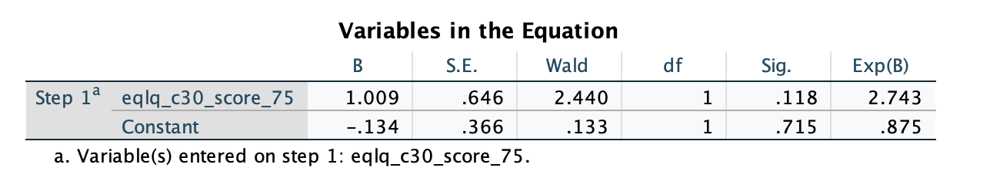 Variables in the Equation
B S.E. Wald df Sig. Exp(B)
Step 1a eqlq_c30_score_75 1.009 .646 2.440 1 .118 2.743
Constant -.134 .366 .133 1 .715 .875
a. Variable(s) entered on step 1: eqlq_c30_score_75.